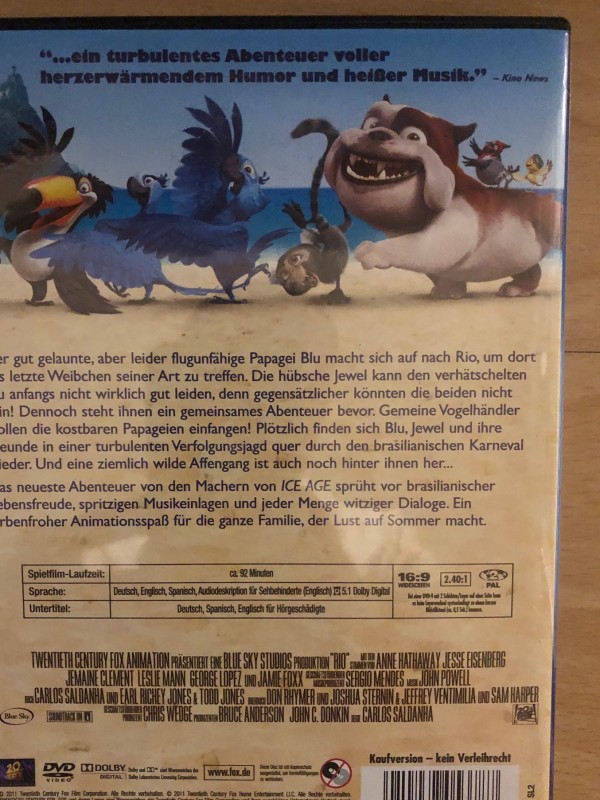 “...ein turbulentes Abenteuer voller
herzerwärmendem Humor und heißer Musik.” – Kino News
er gut gelaunte, aber leider flugunfähige Papagei Blu macht sich auf nach Rio, um dort
s letzte Weibchen seiner Art zu treffen. Die hübsche Jewel kann den verhätschelten
u anfangs nicht wirklich gut leiden, denn gegensätzlicher könnten die beiden nicht
in! Dennoch steht ihnen ein gemeinsames Abenteuer bevor. Gemeine Vogelhändler
ollen die kostbaren Papageien einfangen! Plötzlich finden sich Blu, Jewel und ihre
eunde in einer turbulenten Verfolgungsjagd quer durch den brasilianischen Karneval
ieder. Und eine ziemlich wilde Affengang ist auch noch hinter ihnen her...
as neueste Abenteuer von den Machern von ICE AGE sprüht vor brasilianischer
ebensfreude, spritzigen Musikeinlagen und jeder Menge witziger Dialoge. Ein
rbenfroher Animationsspaß für die ganze Familie, der Lust auf Sommer macht.
Spielfilm-Laufzeit: ca. 92 Minuten
Sprache: Deutsch, Englisch, Spanisch, Audiodeskription für Sehbehinderte (Englisch) 5.1 Dolby Digital
Untertitel: Deutsch, Spanisch, Englisch für Hörgeschädigte
16:9 WIDESCREEN 2.40:1 PAL
TWENTIETH CENTURY FOX ANIMATION PRÄSENTIERT EINE BLUE SKY STUDIOS PRODUKTION "RIO" MIT DEN STIMMEN VON ANNE HATHAWAY JESSE EISENBERG
JEMAINE CLEMENT LESLIE MANN GEORGE LOPEZ UND JAMIE FOXX SERGIO MENDES MUSIK JOHN POWELL
CARLOS SALDANHA UND EARL RICHEY JONES & TODD JONES DON RHYMER UND JOSHUA STERNIN & JEFFREY VENTIMILIA UND SAM HARPER
Blue Sky SOUNDTRACK CHRIS WEDGE BRUCE ANDERSON JOHN C. DONKIN CARLOS SALDANHA
Kaufversion – kein Verleihrecht
DVD VIDEO DOLBY DIGITAL www.fox.de